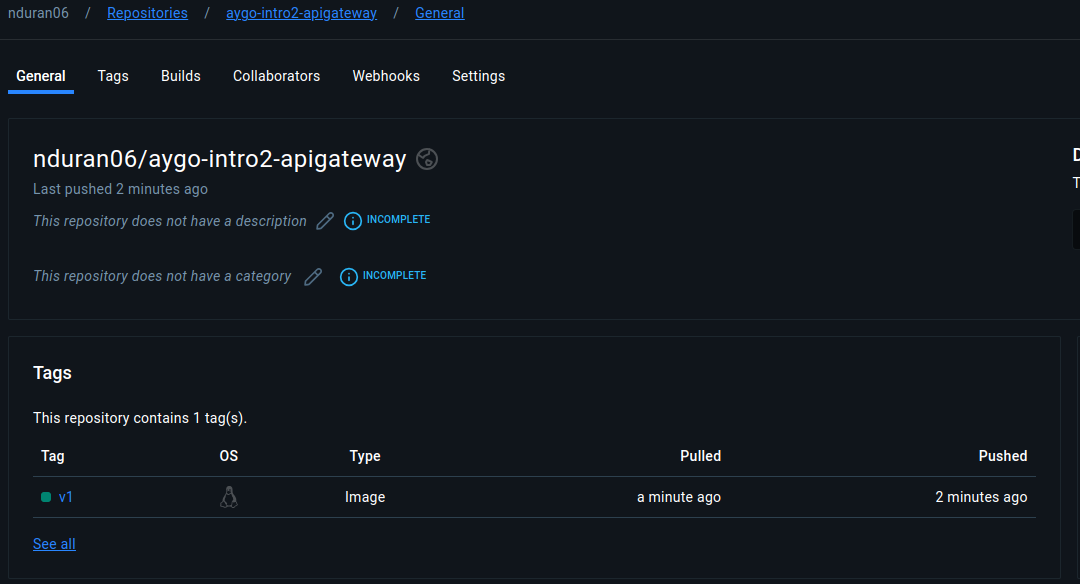 nduran06 / Repositories / aygo-intro2-apigateway / General
General Tags Builds Collaborators Webhooks Settings
nduran06/aygo-intro2-apigateway
Last pushed 2 minutes ago
This repository does not have a description INCOMPLETE
This repository does not have a category INCOMPLETE
Tags
This repository contains 1 tag(s).
Tag OS Type Pulled Pushed
v1 Image a minute ago 2 minutes ago
See all